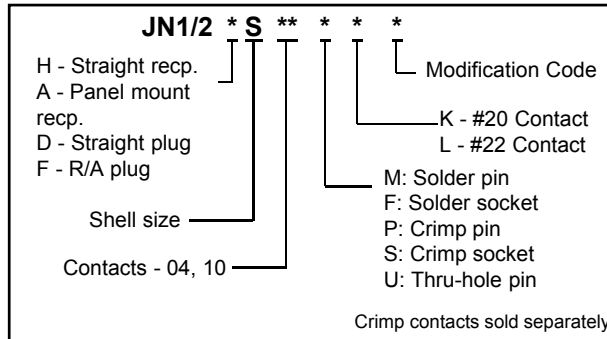 JN1/2 * S ** * * *
H - Straight recp.
A - Panel mount
recp.
D - Straight plug
F - R/A plug
Shell size
Contacts - 04, 10
Modification Code
K - #20 Contact
L - #22 Contact
M: Solder pin
F: Solder socket
P: Crimp pin
S: Crimp socket
U: Thru-hole pin
Crimp contacts sold separately